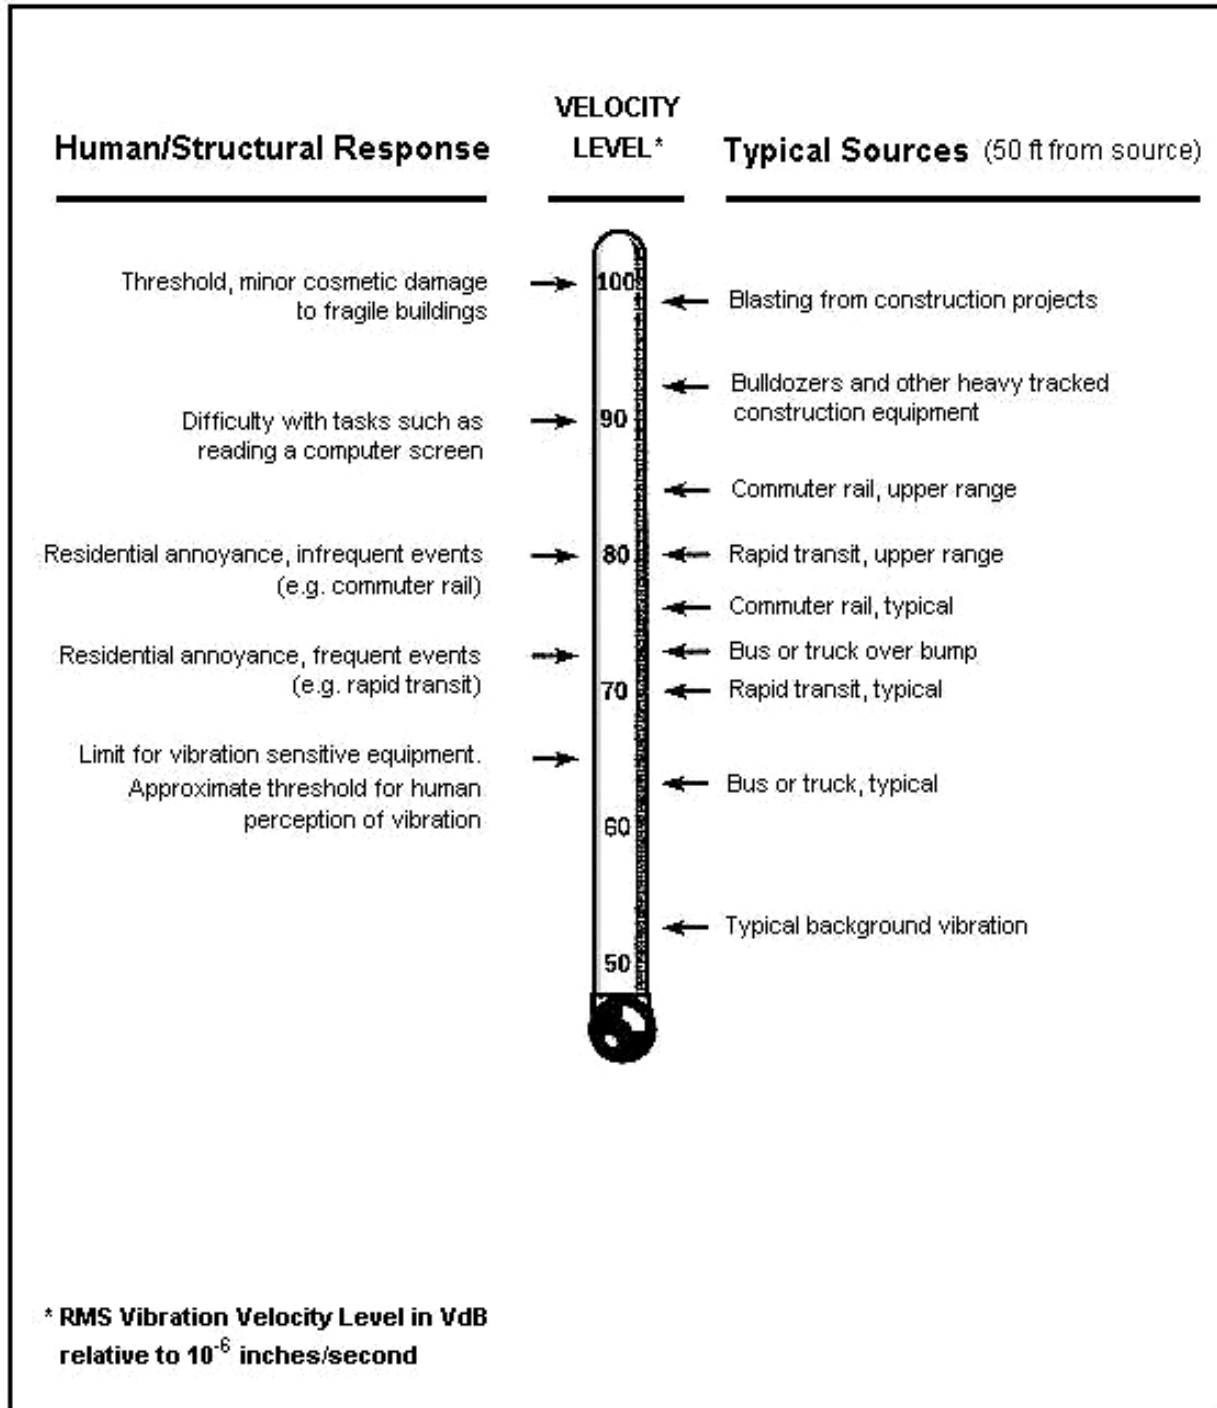 VELOCITY
LEVEL*
Human/Structural Response
Typical Sources (50 ft from source)
Threshold, minor cosmetic damage
to fragile buildings
100
Blasting from construction projects
Bulldozers and other heavy tracked
construction equipment
Difficulty with tasks such as
reading a computer screen
90
Commuter rail, upper range
Residential annoyance, infrequent events
(e.g. commuter rail)
80
Rapid transit, upper range
Commuter rail, typical
Residential annoyance, frequent events
(e.g. rapid transit)
Bus or truck over bump
70
Rapid transit, typical
Limit for vibration sensitive equipment.
Approximate threshold for human
perception of vibration
Bus or truck, typical
60
Typical background vibration
50
* RMS Vibration Velocity Level in VdB
relative to 10⁻⁶ inches/second